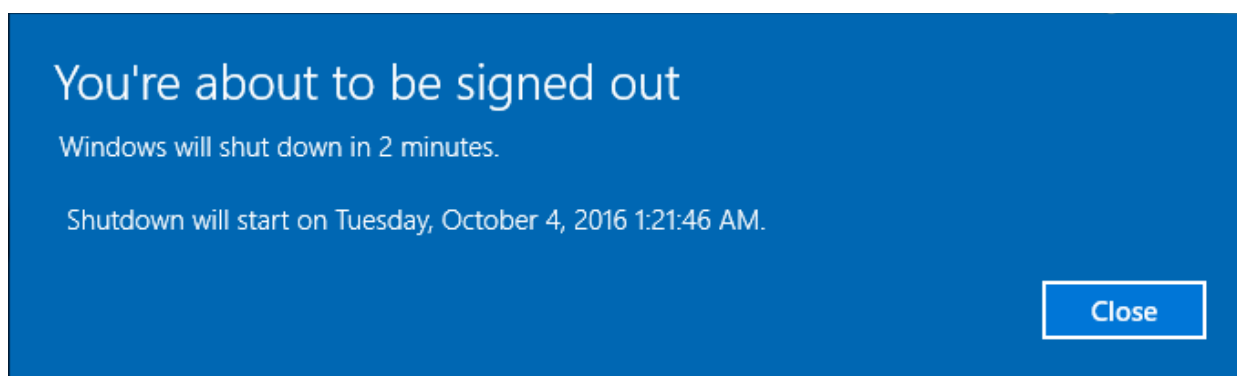 You're about to be signed out
Windows will shut down in 2 minutes.
Shutdown will start on Tuesday, October 4, 2016 1:21:46 AM.
Close